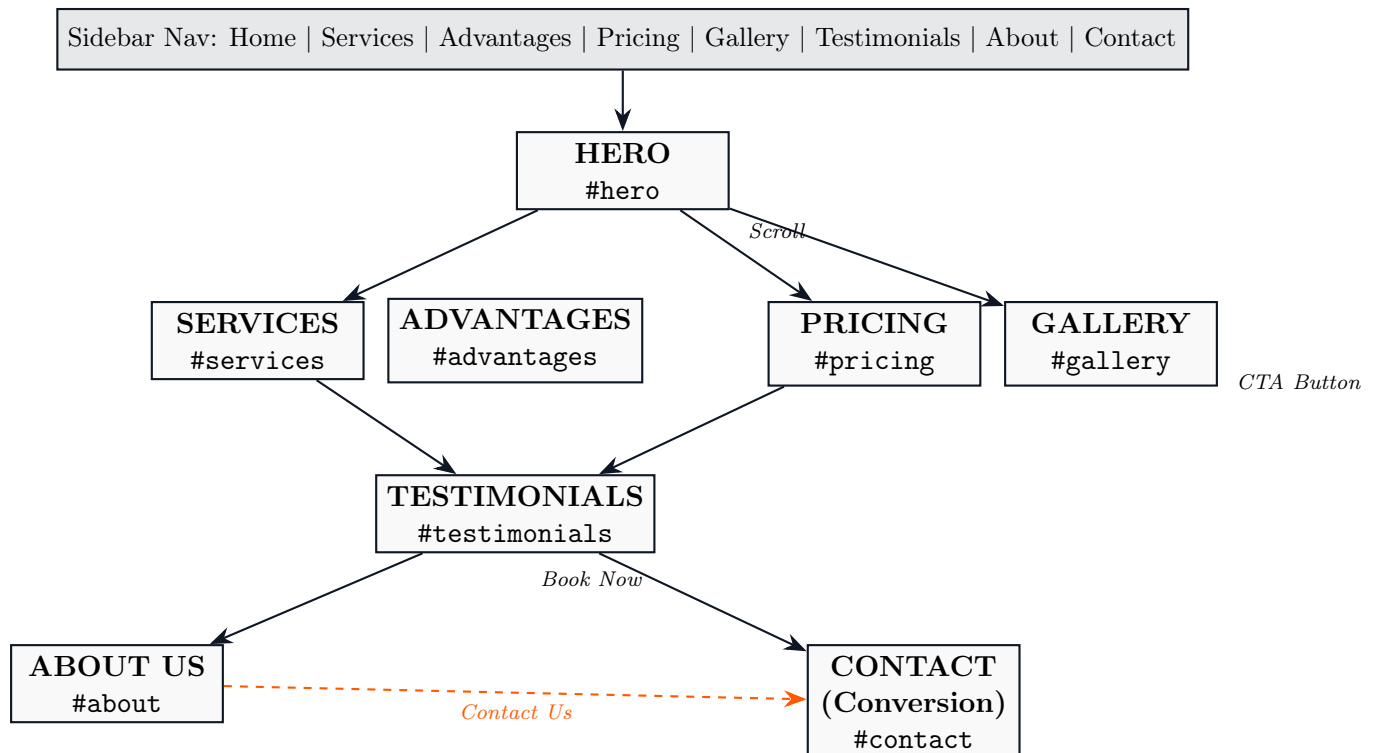 Sidebar Nav: Home | Services | Advantages | Pricing | Gallery | Testimonials | About | Contact
HERO
#hero
Scroll
SERVICES
#services
ADVANTAGES
#advantages
PRICING
#pricing
GALLERY
#gallery
CTA Button
TESTIMONIALS
#testimonials
Book Now
ABOUT US
#about
Contact Us
CONTACT
(Conversion)
#contact